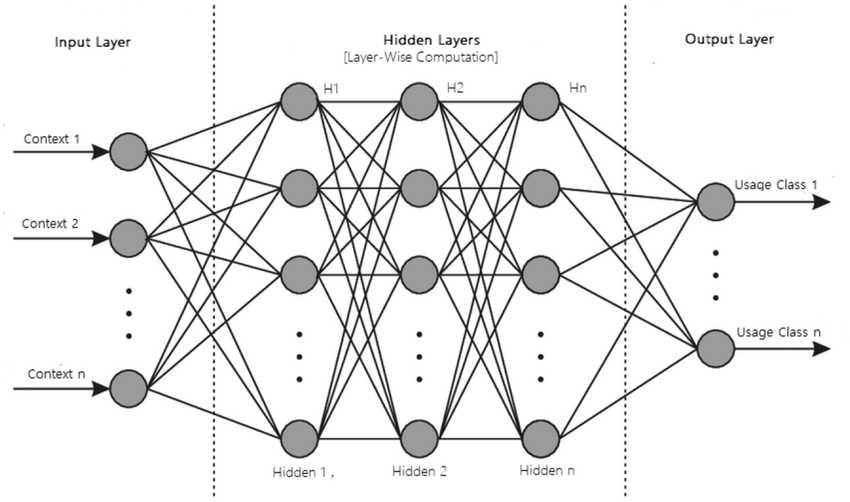 Input Layer
Hidden Layers
[Layer-Wise Computation]
Output Layer
H1
H2
Hn
Context 1
Context 2
Context n
Usage Class 1
Usage Class n
Hidden 1 ,
Hidden 2
Hidden n